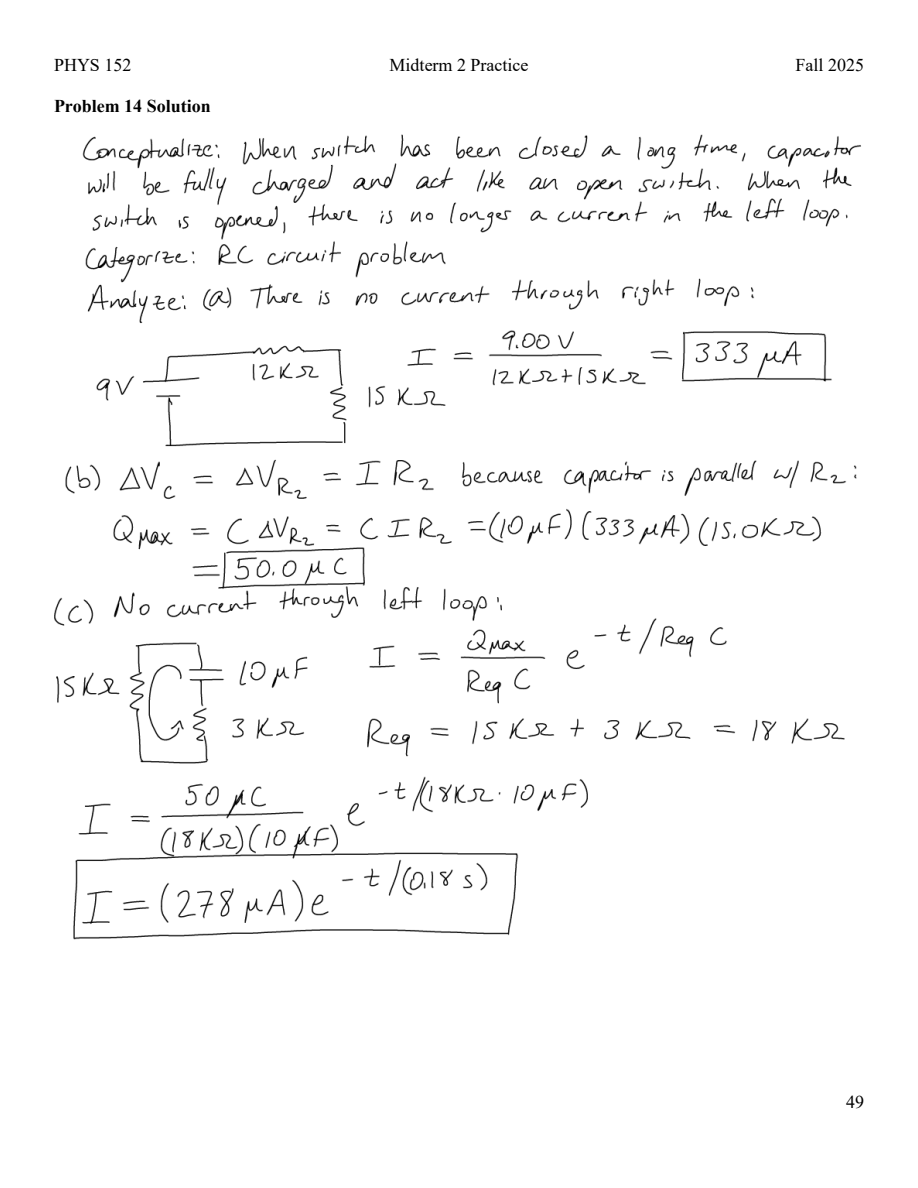 PHYS 152 Midterm 2 Practice Fall 2025
Problem 14 Solution
Conceptualize: When switch has been closed a long time, capacitor
will be fully charged and act like an open switch. When the
switch is opened, there is no longer a current in the left loop.
Categorize: RC circuit problem
Analyze: (a) There is no current through right loop:
9V 12KΩ 15 KΩ
I = 9.00 V / 12KΩ+15KΩ = 333 μA
(b) ΔV_C = ΔV_R₂ = I R₂ because capacitor is parallel w/ R₂:
Q_max = C ΔV_R₂ = C I R₂ =(10 μF)(333 μA)(15.0KΩ)
= 50.0 μC
(c) No current through left loop:
15KΩ 10 μF 3 KΩ
I = Q_max / Req C e^(-t/Req C)
Req = 15 KΩ + 3 KΩ = 18 KΩ
I = 50 μC / (18KΩ)(10 μF) e^(-t/(18KΩ·10μF))
I = (278 μA)e^(-t/(0.18 s))
49